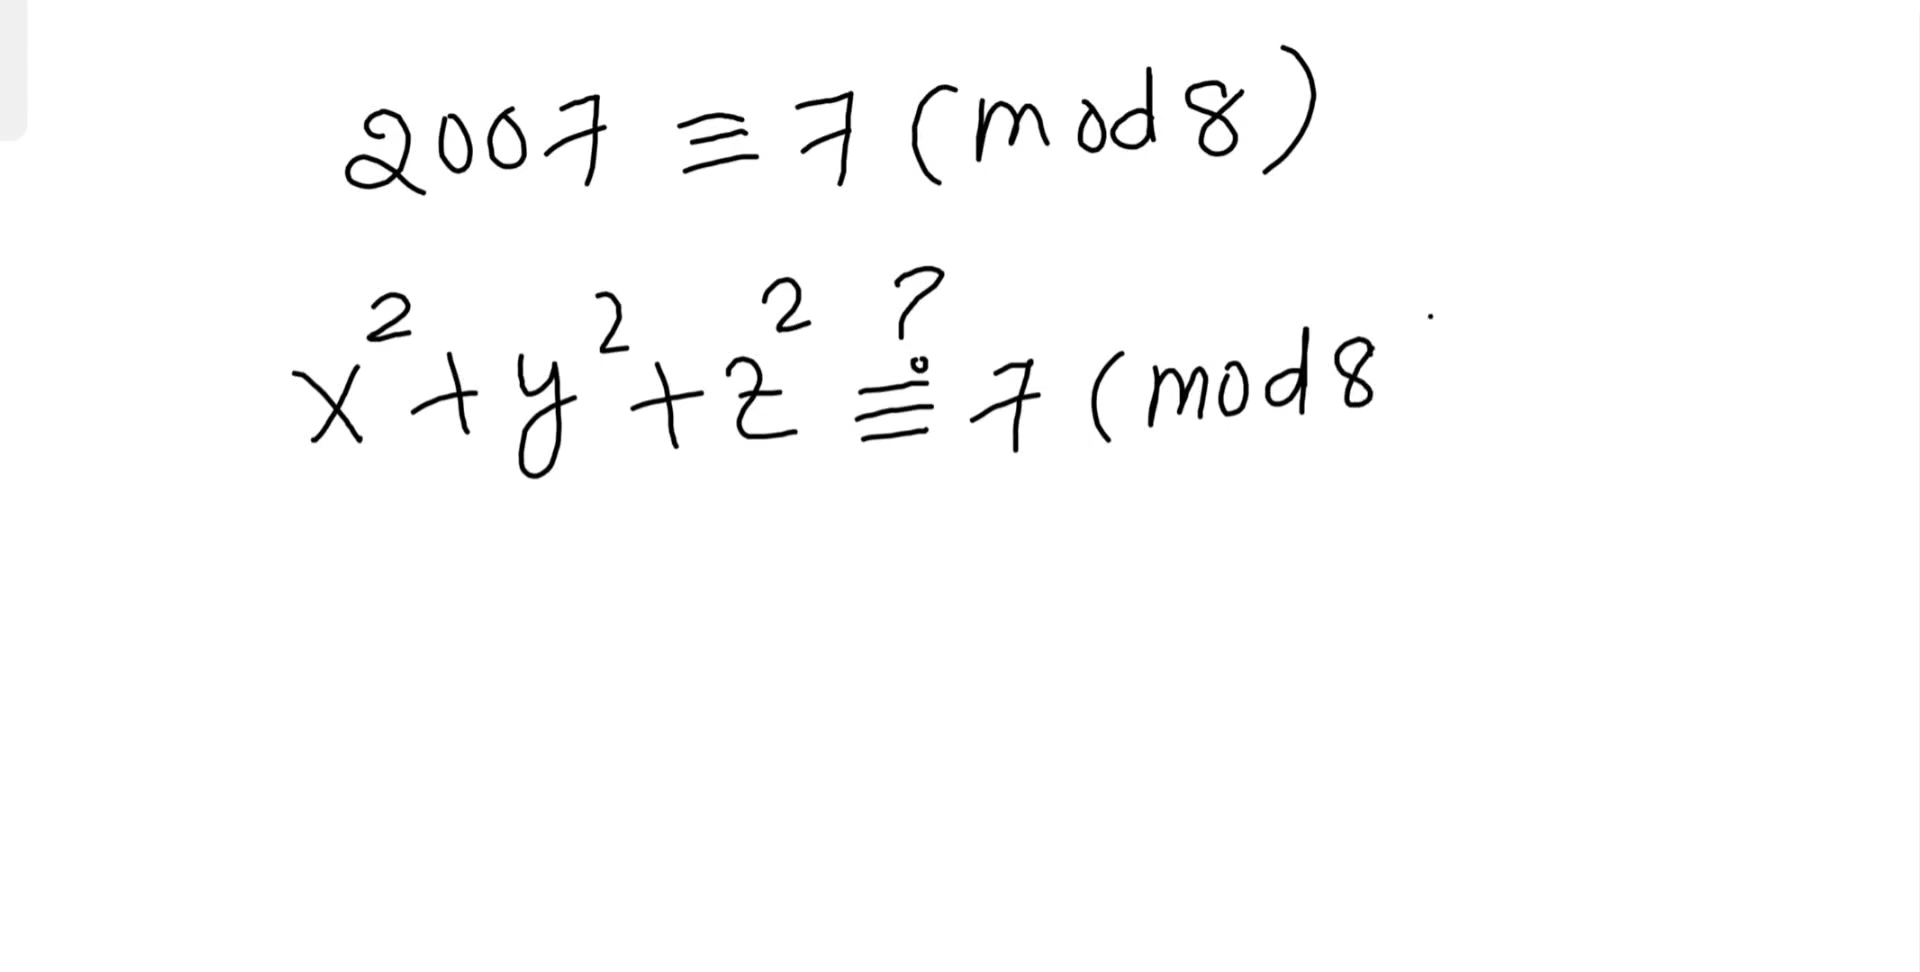 2007 ≡ 7 (mod 8)
x² + y² + z² ≡? 7 (mod 8